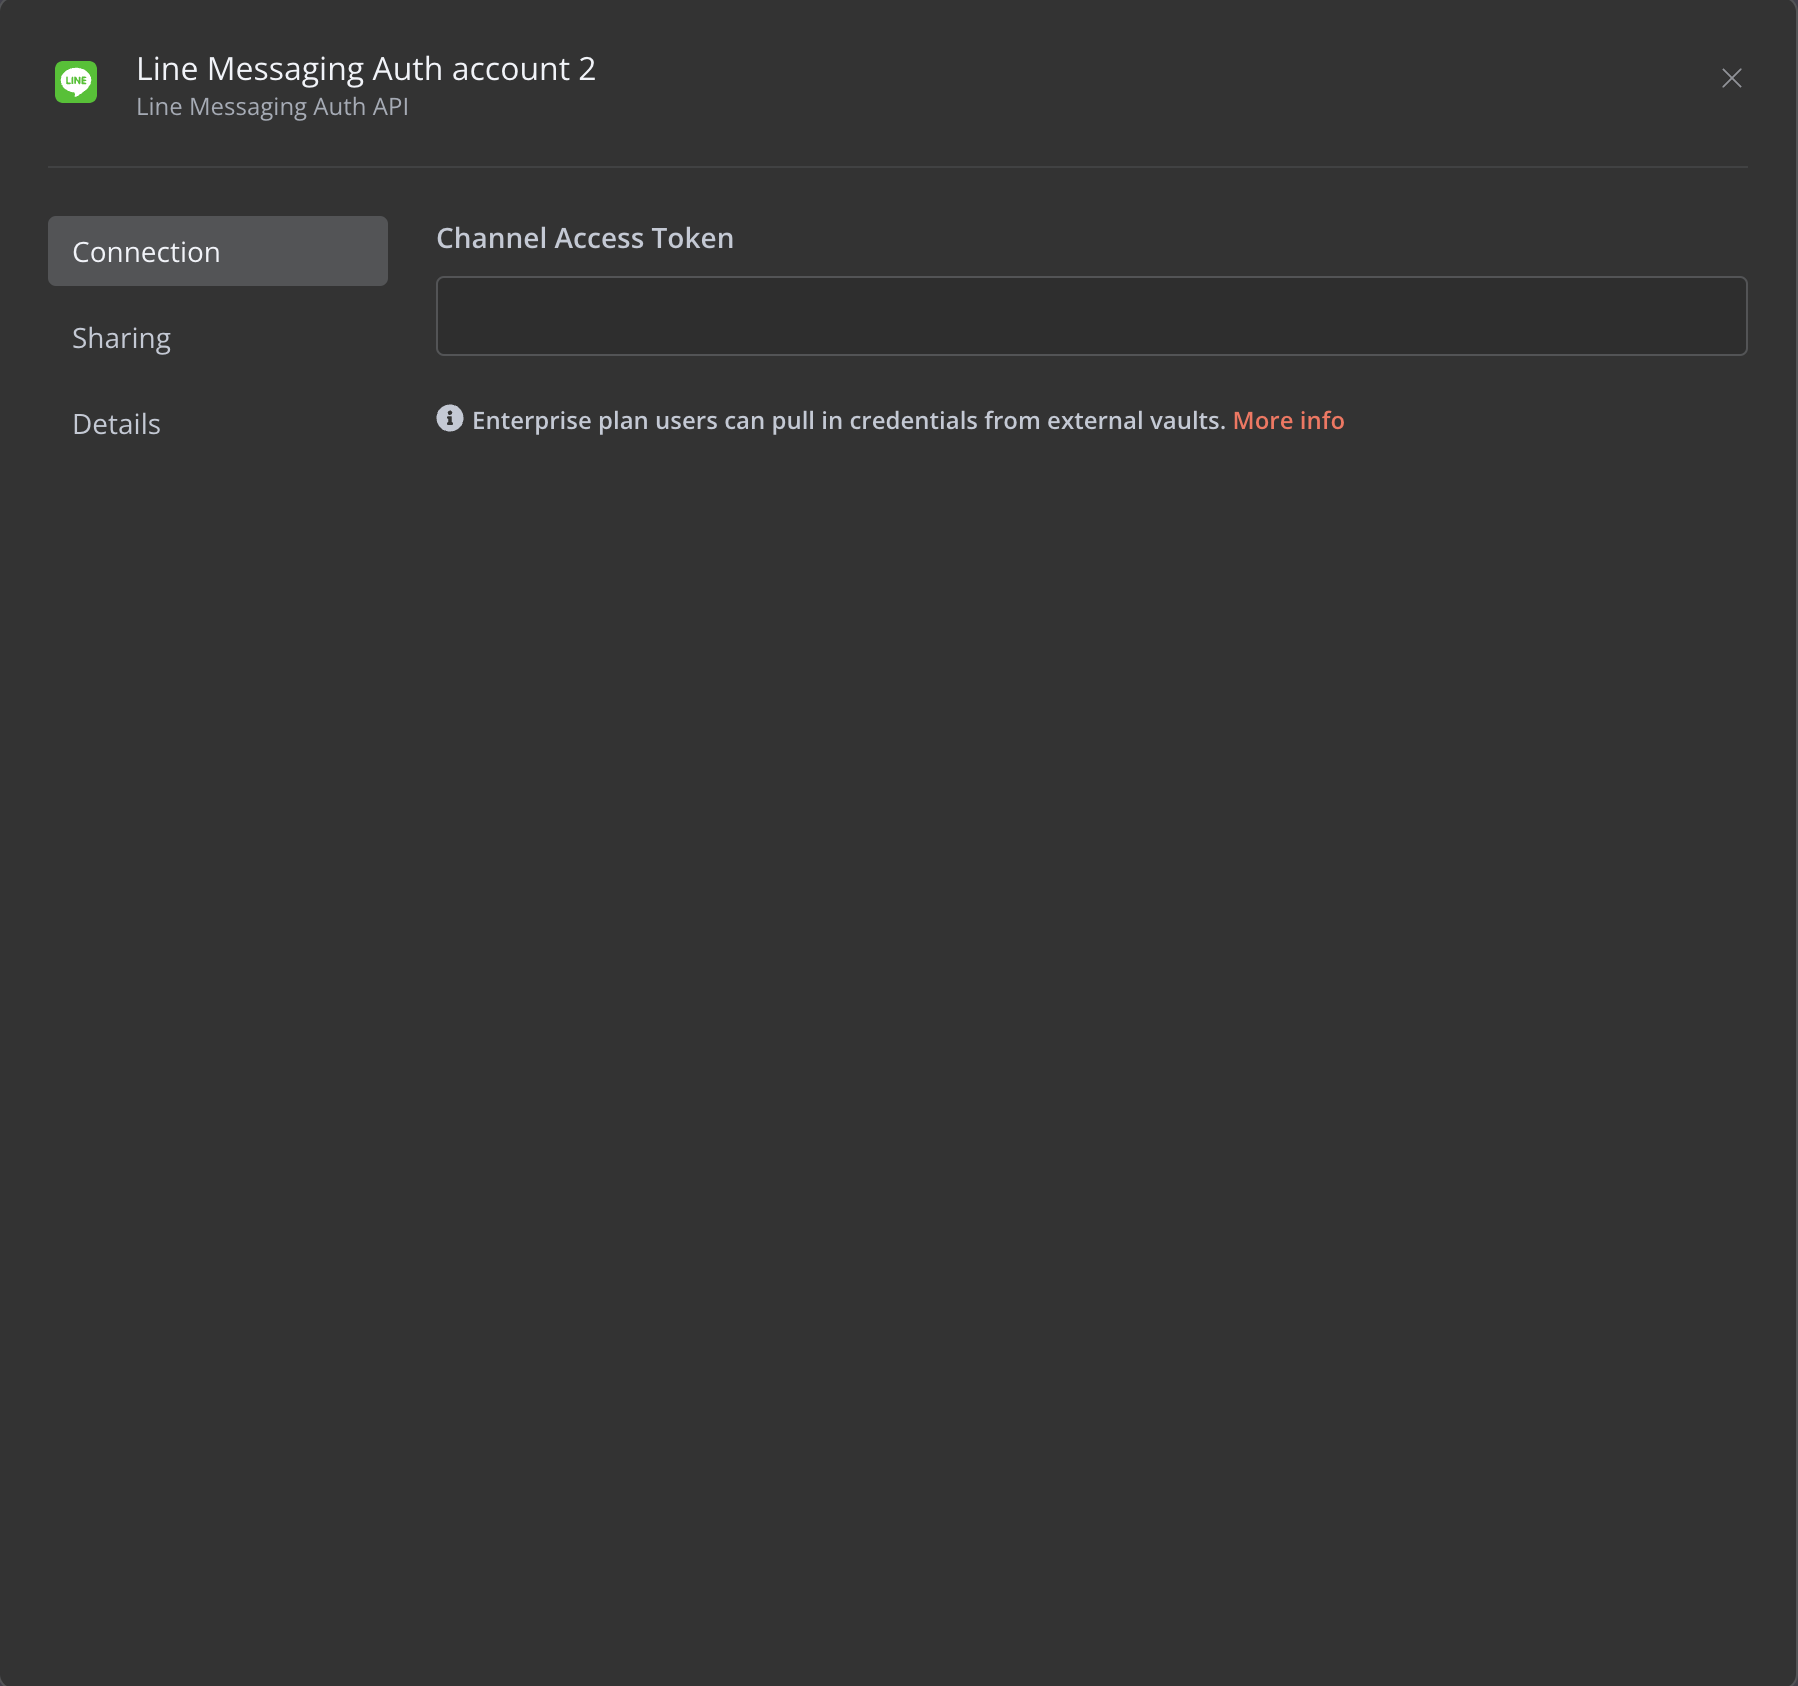 LINE
Line Messaging Auth account 2
Line Messaging Auth API
Connection
Sharing
Details
Channel Access Token
Enterprise plan users can pull in credentials from external vaults. More info